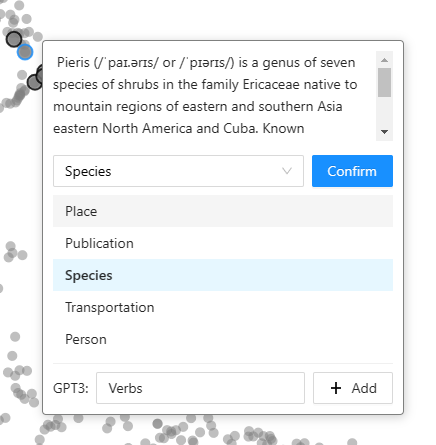 Pieris (/ˈpaɪ.ərɪs/ or /ˈpɪərɪs/) is a genus of seven
species of shrubs in the family Ericaceae native to
mountain regions of eastern and southern Asia
eastern North America and Cuba. Known
Species
Confirm
Place
Publication
Species
Transportation
Person
GPT3: Verbs + Add